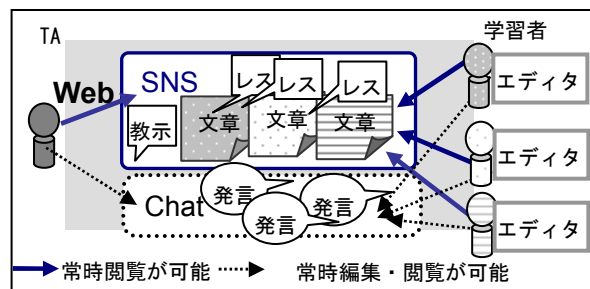 TA
学習者
Web
SNS
レス
レス
レス
教示
文章
文章
文章
エディタ
エディタ
エディタ
Chat
発言
発言
発言
常時閲覧が可能
常時編集・閲覧が可能